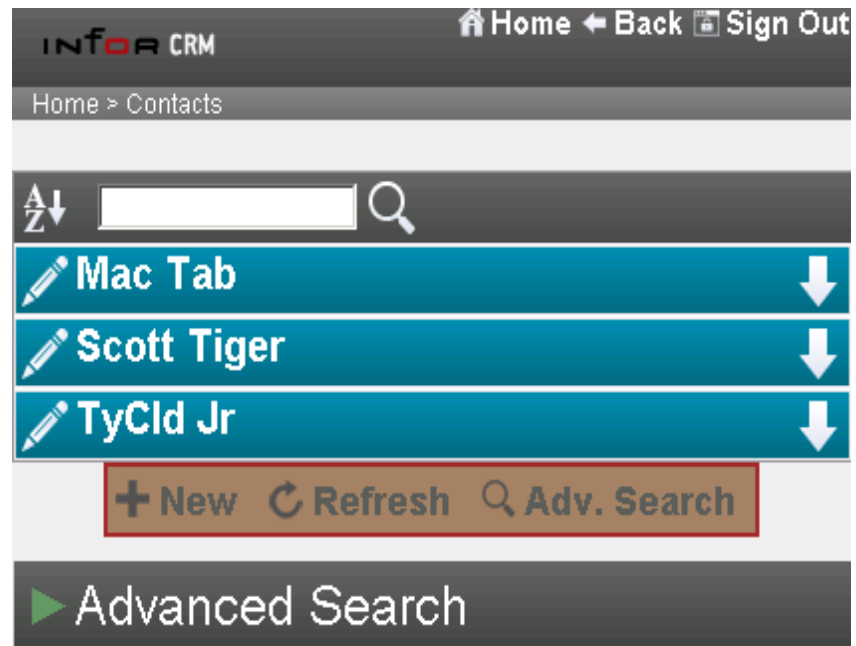 Home Back Sign Out
infor CRM
Home > Contacts
AZ
Mac Tab
Scott Tiger
TyCld Jr
New Refresh Adv. Search
Advanced Search